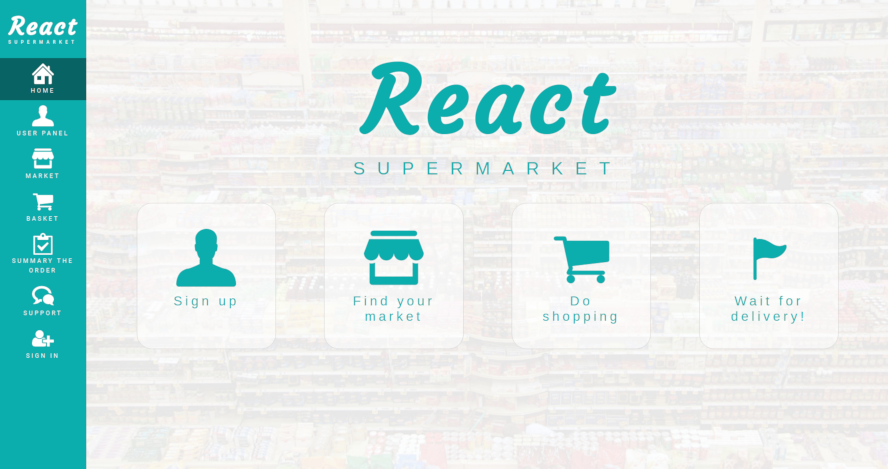 React
SUPERMARKET
HOME
USER PANEL
MARKET
BASKET
SUMMARY THE
ORDER
SUPPORT
SIGN IN
React
SUPERMARKET
Sign up
Find your
market
Do
shopping
Wait for
delivery!